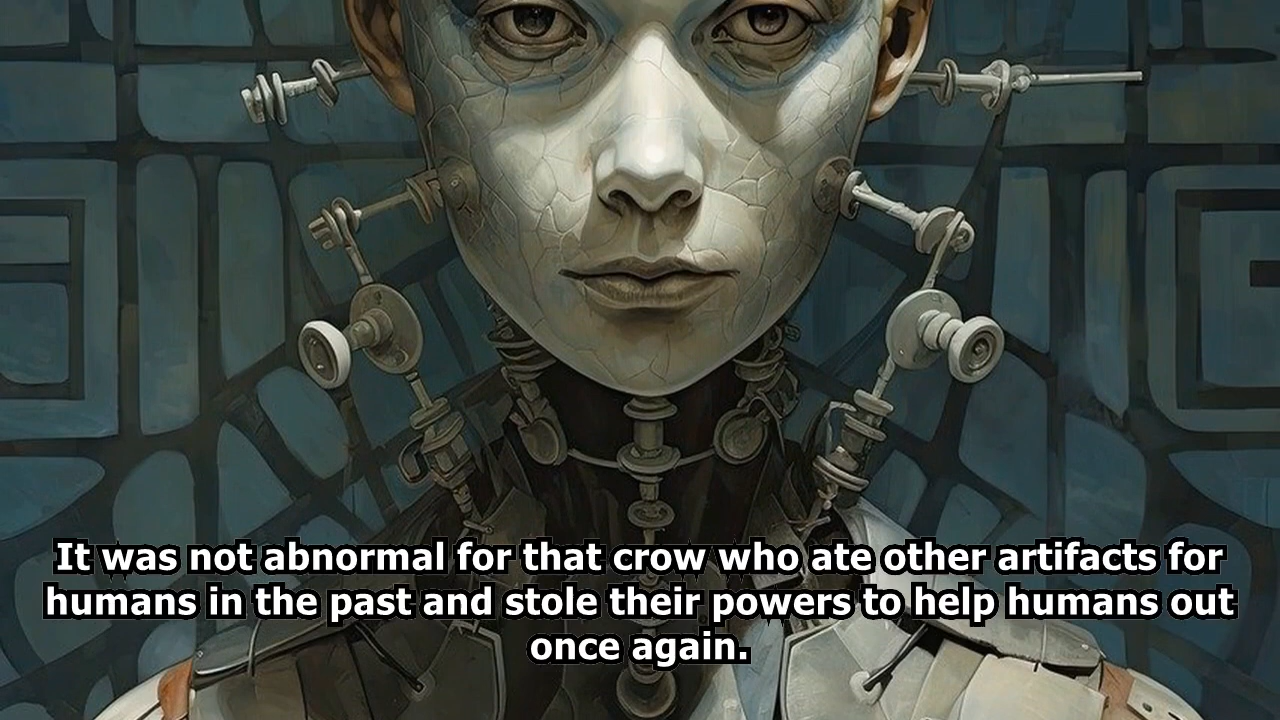 It was not abnormal for that crow who ate other artifacts for
humans in the past and stole their powers to help humans out
once again.